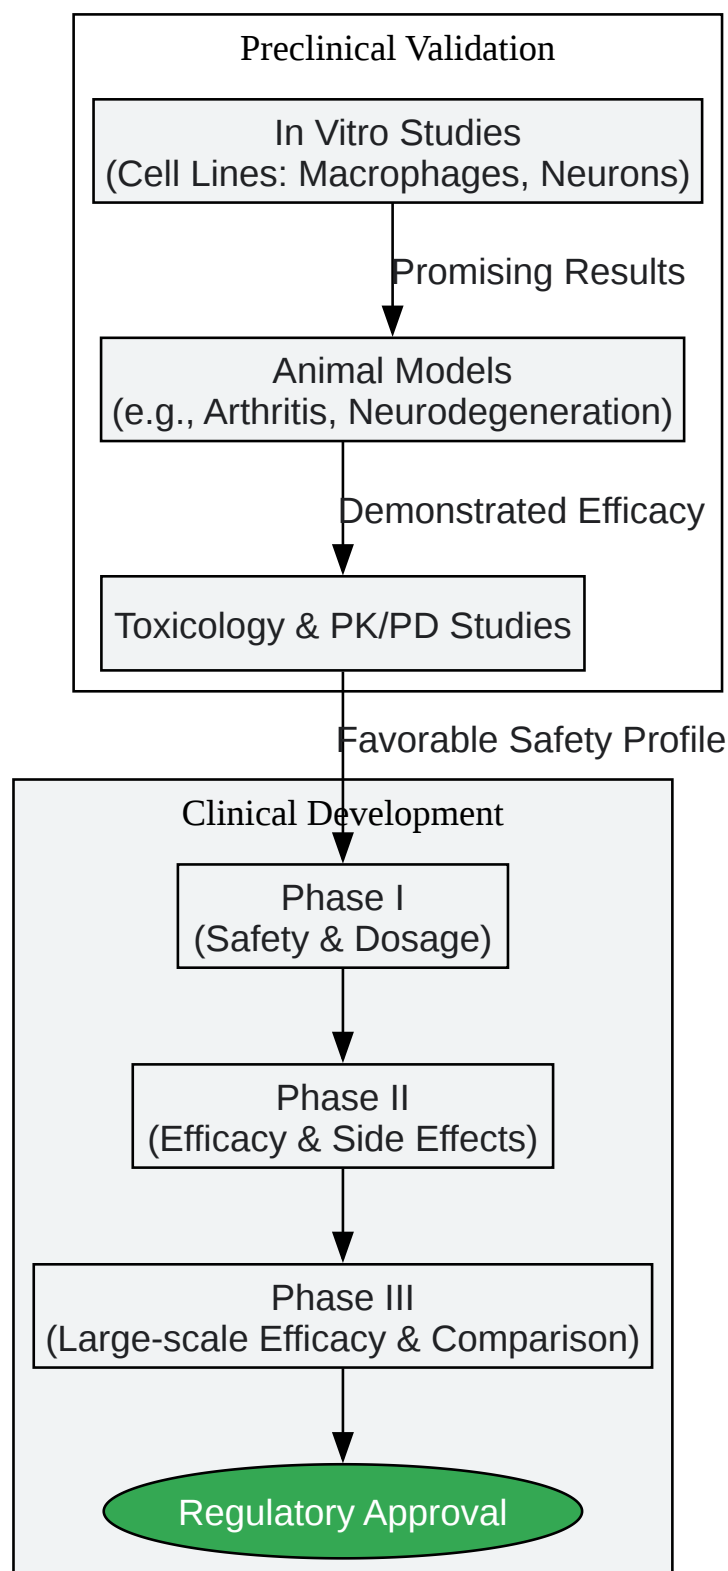 Preclinical Validation
In Vitro Studies
(Cell Lines: Macrophages, Neurons)
Promising Results
Animal Models
(e.g., Arthritis, Neurodegeneration)
Demonstrated Efficacy
Toxicology & PK/PD Studies
Favorable Safety Profile
Clinical Development
Phase I
(Safety & Dosage)
Phase II
(Efficacy & Side Effects)
Phase III
(Large-scale Efficacy & Comparison)
Regulatory Approval